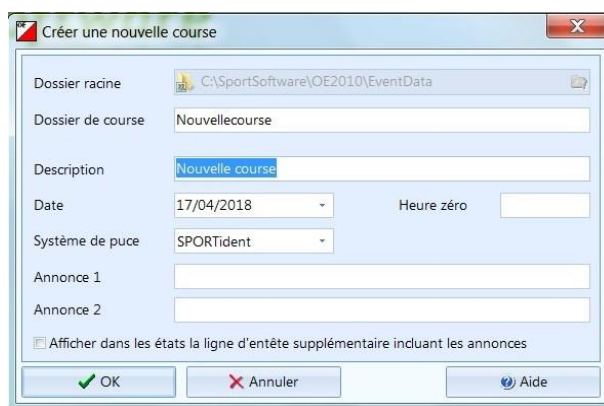 OE
Créer une nouvelle course
Dossier racine C:\SportSoftware\OE2010\EventData
Dossier de course Nouvellecourse
Description Nouvelle course
Date 17/04/2018 Heure zéro
Système de puce SPORTident
Annonce 1
Annonce 2
Afficher dans les états la ligne d'entête supplémentaire incluant les annonces
OK Annuler Aide